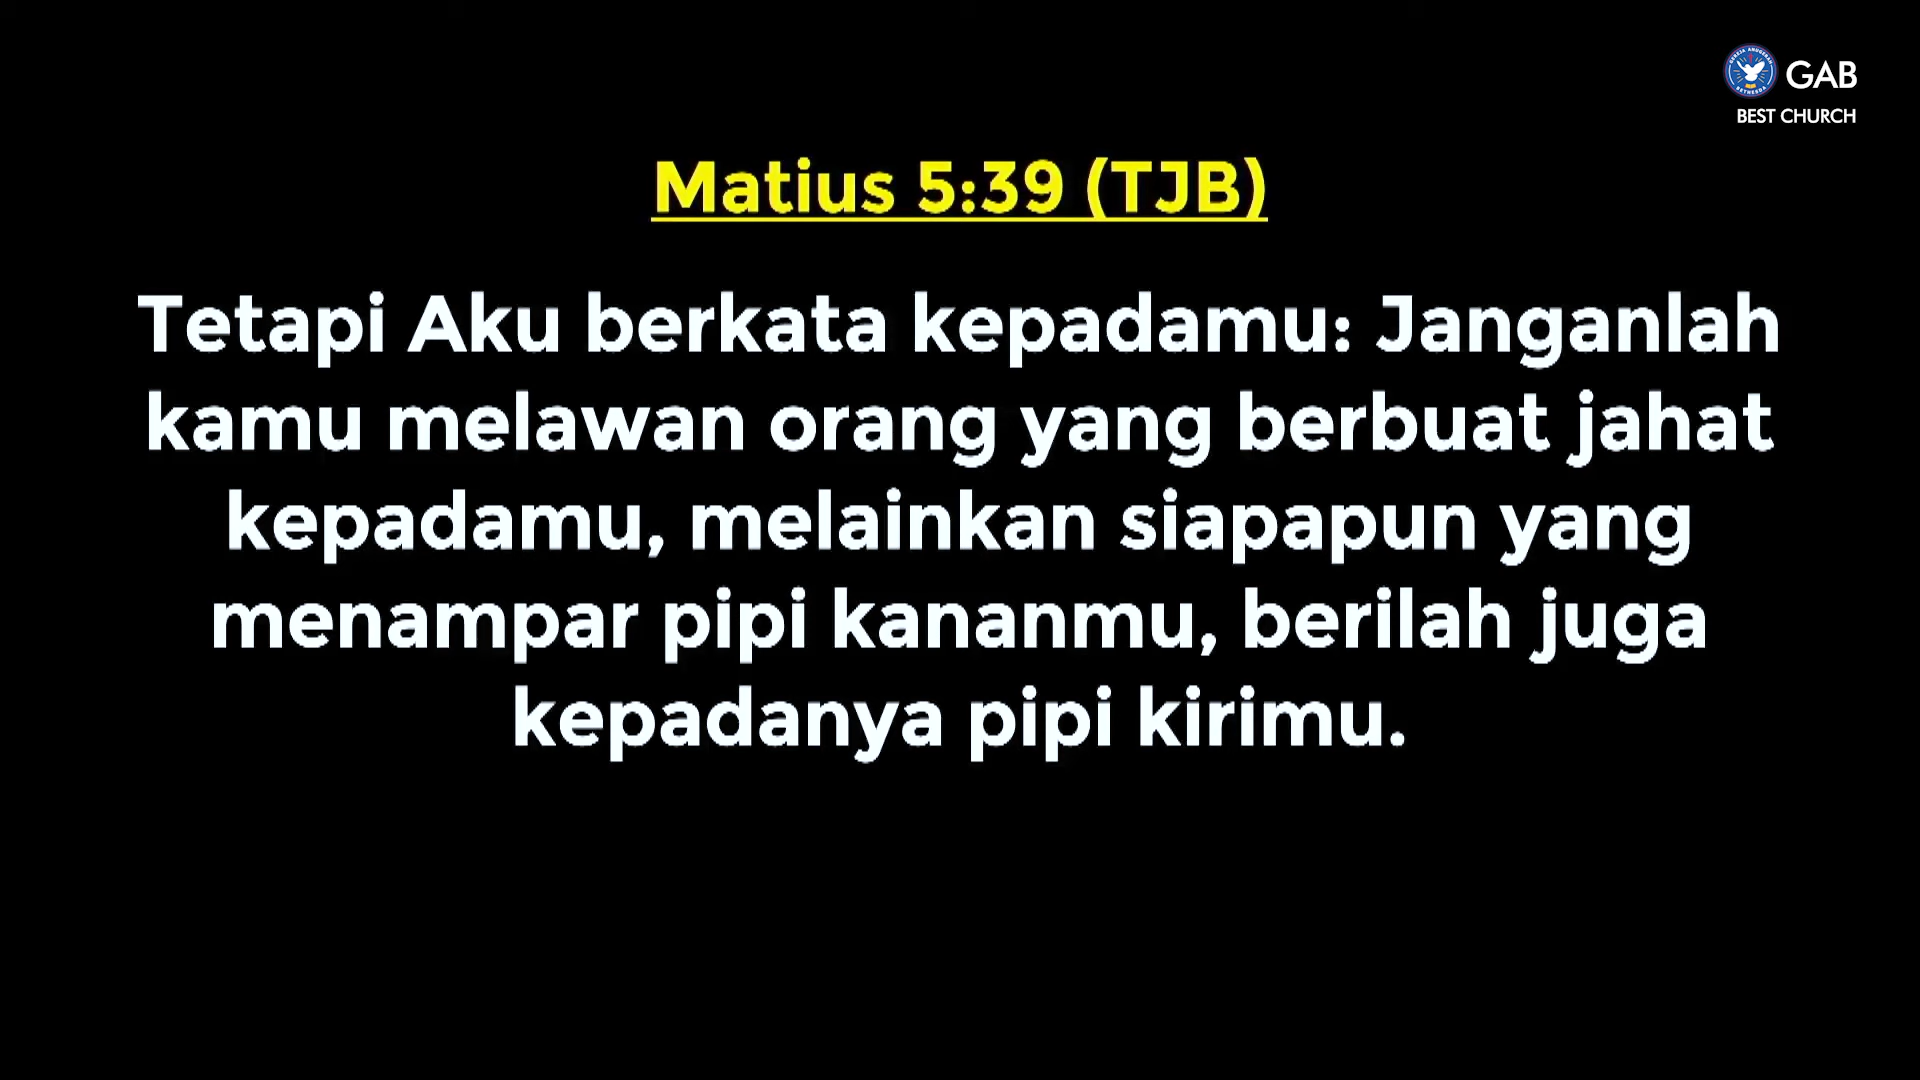 GAB
BEST CHURCH
Matius 5:39 (TJB)
Tetapi Aku berkata kepadamu: Janganlah
kamu melawan orang yang berbuat jahat
kepadamu, melainkan siapapun yang
menampar pipi kananmu, berilah juga
kepadanya pipi kirimu.